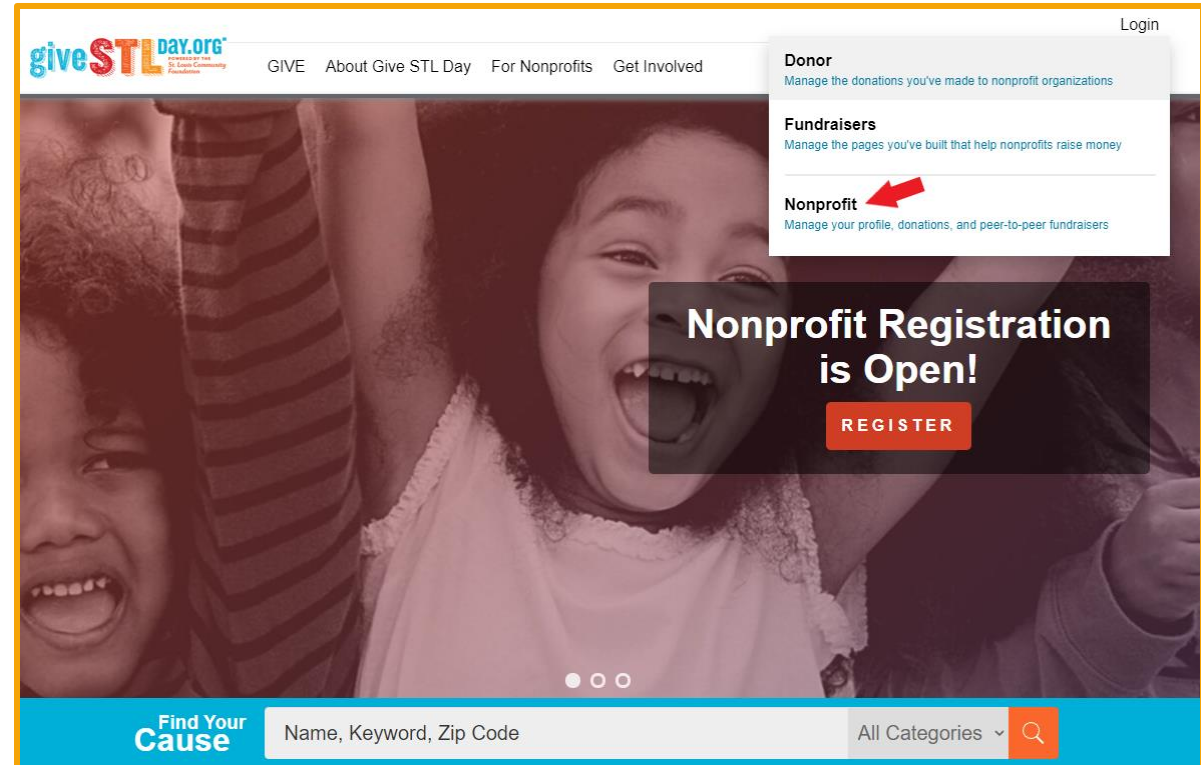 Login
giveSTLDAY.ORG
POWERED BY THE
St. Louis Community
Foundation
GIVE About Give STL Day For Nonprofits Get Involved
Donor
Manage the donations you've made to nonprofit organizations
Fundraisers
Manage the pages you've built that help nonprofits raise money
Nonprofit
Manage your profile, donations, and peer-to-peer fundraisers
Nonprofit Registration
is Open!
REGISTER
Find Your
Cause
Name, Keyword, Zip Code
All Categories